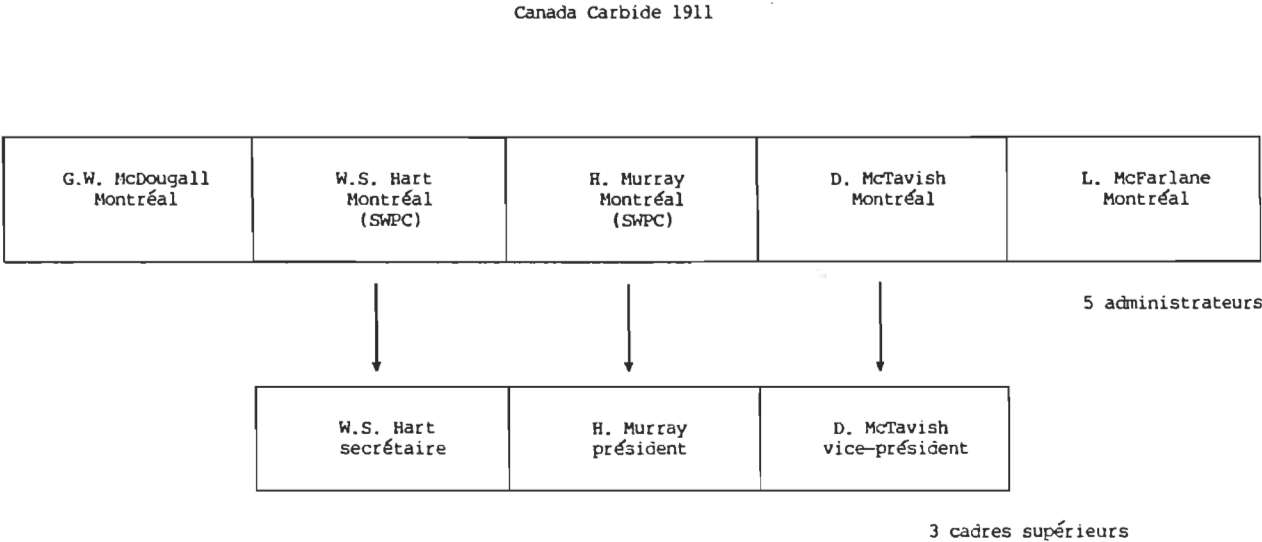 Canada Carbide 1911
G.W. McDougall
Montréal
W.S. Hart
Montréal
(SWPC)
H. Murray
Montréal
(SWPC)
D. McTavish
Montréal
L. McFarlane
Montréal
5 administrateurs
W.S. Hart
secrétaire
H. Murray
président
D. McTavish
vice-président
3 cadres supérieurs